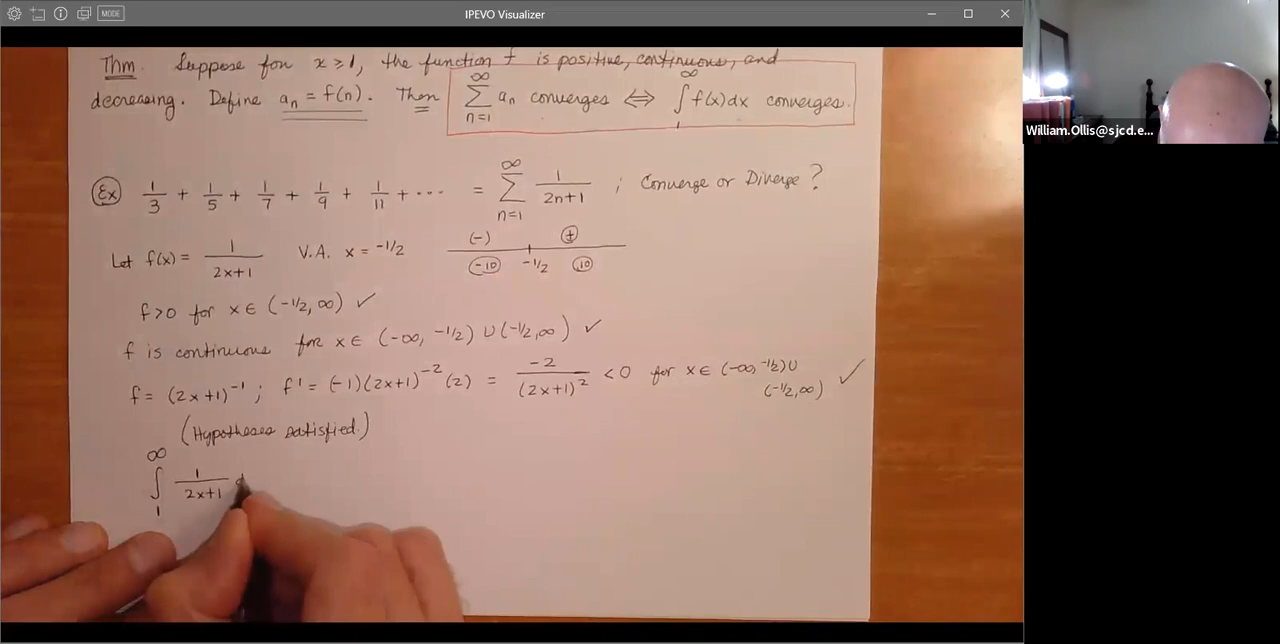 MODE
IPEVO Visualizer
Thm. Suppose for x ≥ 1, the function f is positive, continuous, and
decreasing. Define aₙ = f(n). Then ∞ Σ n=1 aₙ converges ⇔ ∞ ∫ 1 f(x)dx converges.
Ex 1/3 + 1/5 + 1/7 + 1/9 + 1/11 + ··· = ∞ Σ n=1 1/2n+1 ; Converge or Diverge?
Let f(x) = 1/2x+1 V.A. x = -1/2 (-) +
-10 -1/2 10
f>0 for x ∈ (-1/2, ∞) ✓
f is continuous for x ∈ (-∞, -1/2) ∪ (-1/2, ∞) ✓
f = (2x+1)⁻¹ ; f' = (-1)(2x+1)⁻²(2) = -2/(2x+1)² < 0 for x ∈ (-∞, -1/2) ∪
(-1/2, ∞) ✓
(Hypotheses satisfied.)
∞ ∫ 1 1/2x+1 d
William.Ollis@sjcd.e...